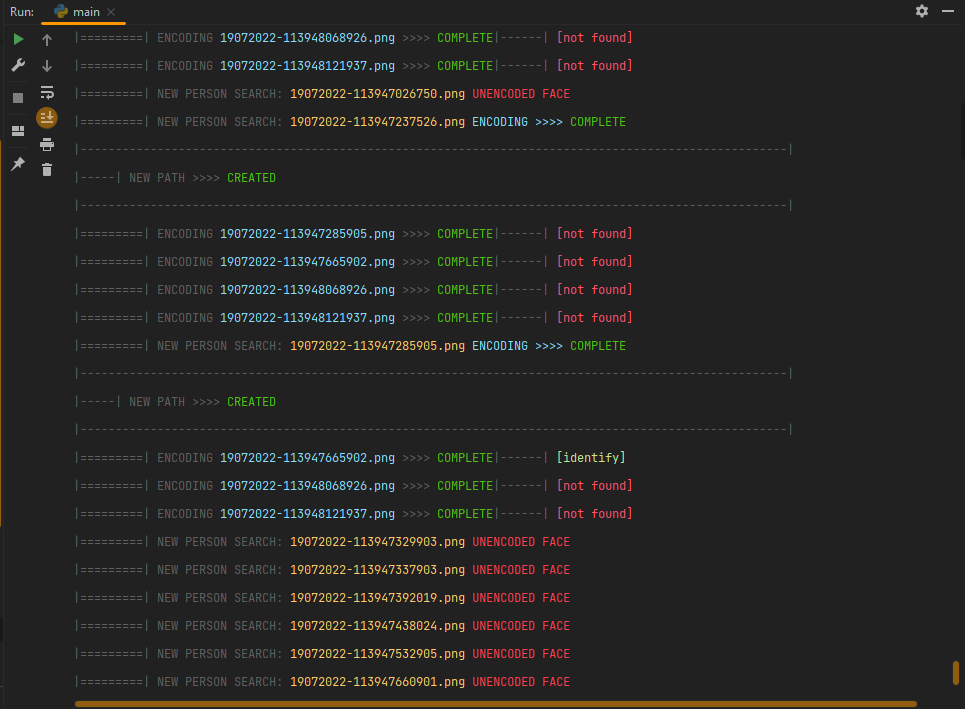 Run: main
|=========| ENCODING 19072022-113948068926.png >>>> COMPLETE|------| [not found]
|=========| ENCODING 19072022-113948121937.png >>>> COMPLETE|------| [not found]
|=========| NEW PERSON SEARCH: 19072022-113947026750.png UNENCODED FACE
|=========| NEW PERSON SEARCH: 19072022-113947237526.png ENCODING >>>> COMPLETE
|-----------------------------------------------------------------------------------------------------|
|-----| NEW PATH >>>> CREATED
|-----------------------------------------------------------------------------------------------------|
|=========| ENCODING 19072022-113947285905.png >>>> COMPLETE|------| [not found]
|=========| ENCODING 19072022-113947665902.png >>>> COMPLETE|------| [not found]
|=========| ENCODING 19072022-113948068926.png >>>> COMPLETE|------| [not found]
|=========| ENCODING 19072022-113948121937.png >>>> COMPLETE|------| [not found]
|=========| NEW PERSON SEARCH: 19072022-113947285905.png ENCODING >>>> COMPLETE
|-----------------------------------------------------------------------------------------------------|
|-----| NEW PATH >>>> CREATED
|-----------------------------------------------------------------------------------------------------|
|=========| ENCODING 19072022-113947665902.png >>>> COMPLETE|------| [identify]
|=========| ENCODING 19072022-113948068926.png >>>> COMPLETE|------| [not found]
|=========| ENCODING 19072022-113948121937.png >>>> COMPLETE|------| [not found]
|=========| NEW PERSON SEARCH: 19072022-113947329903.png UNENCODED FACE
|=========| NEW PERSON SEARCH: 19072022-113947337903.png UNENCODED FACE
|=========| NEW PERSON SEARCH: 19072022-113947392019.png UNENCODED FACE
|=========| NEW PERSON SEARCH: 19072022-113947438024.png UNENCODED FACE
|=========| NEW PERSON SEARCH: 19072022-113947532905.png UNENCODED FACE
|=========| NEW PERSON SEARCH: 19072022-113947660901.png UNENCODED FACE